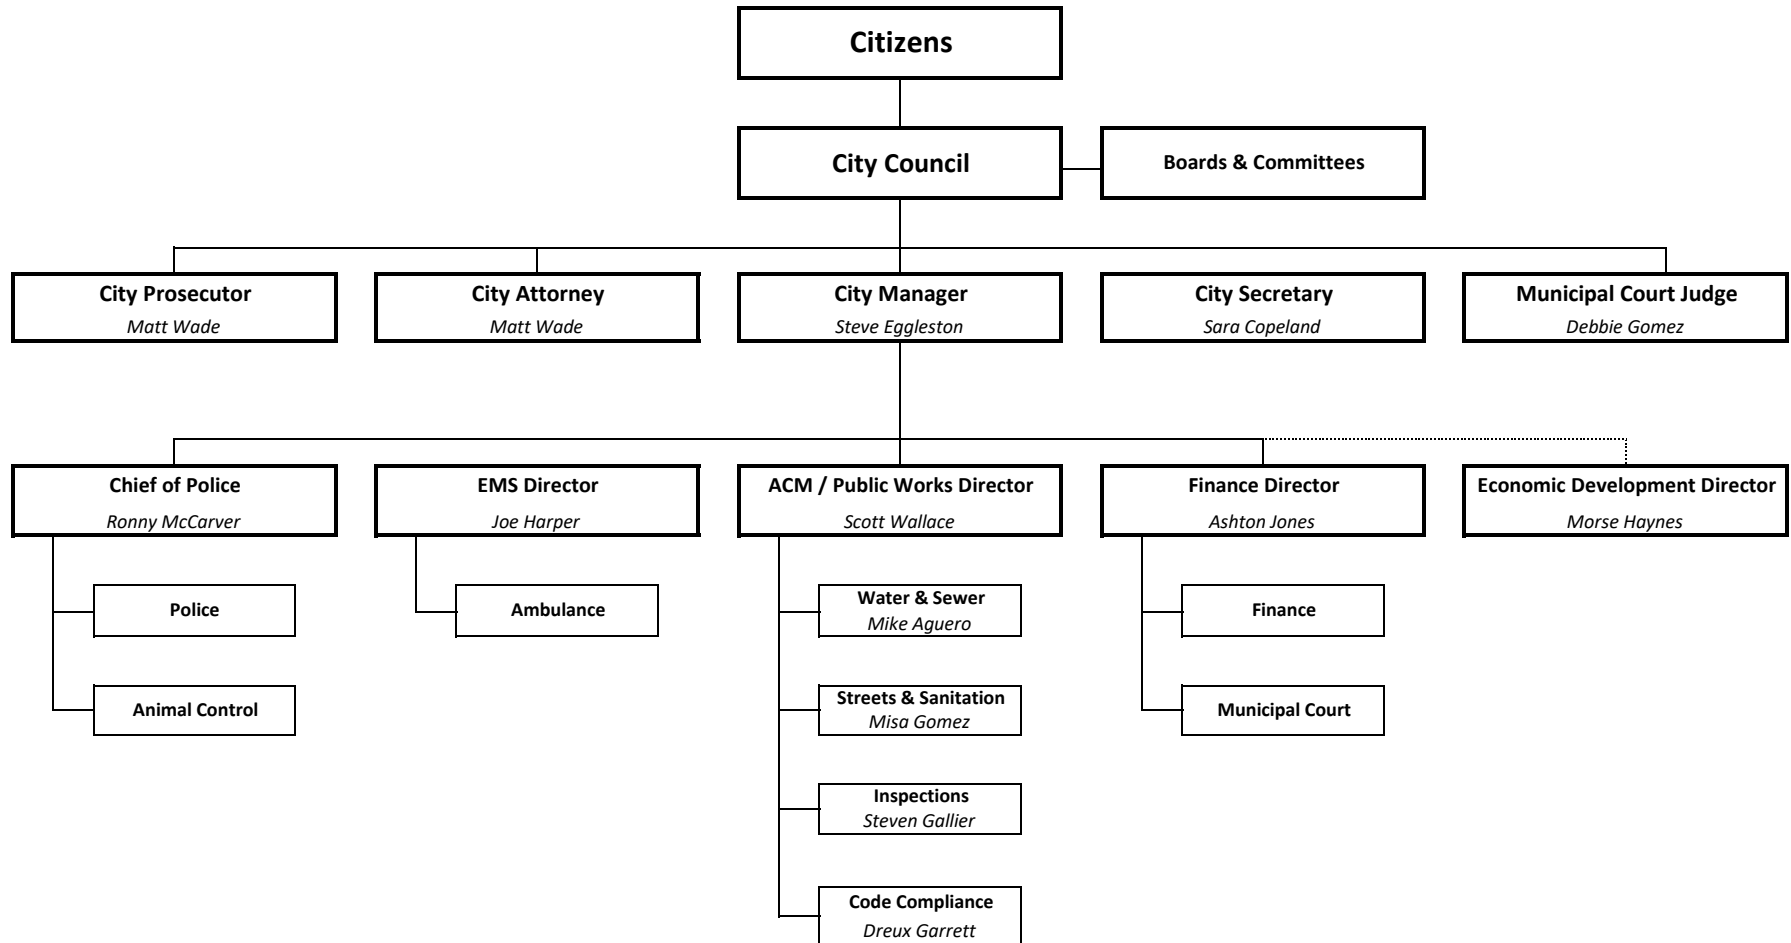 Citizens
City Council
Boards & Committees
City Prosecutor
Matt Wade
City Attorney
Matt Wade
City Manager
Steve Eggleston
City Secretary
Sara Copeland
Municipal Court Judge
Debbie Gomez
Chief of Police
Ronny McCarver
EMS Director
Joe Harper
ACM / Public Works Director
Scott Wallace
Finance Director
Ashton Jones
Economic Development Director
Morse Haynes
Police
Animal Control
Ambulance
Water & Sewer
Mike Aguero
Streets & Sanitation
Misa Gomez
Inspections
Steven Gallier
Code Compliance
Dreux Garrett
Finance
Municipal Court